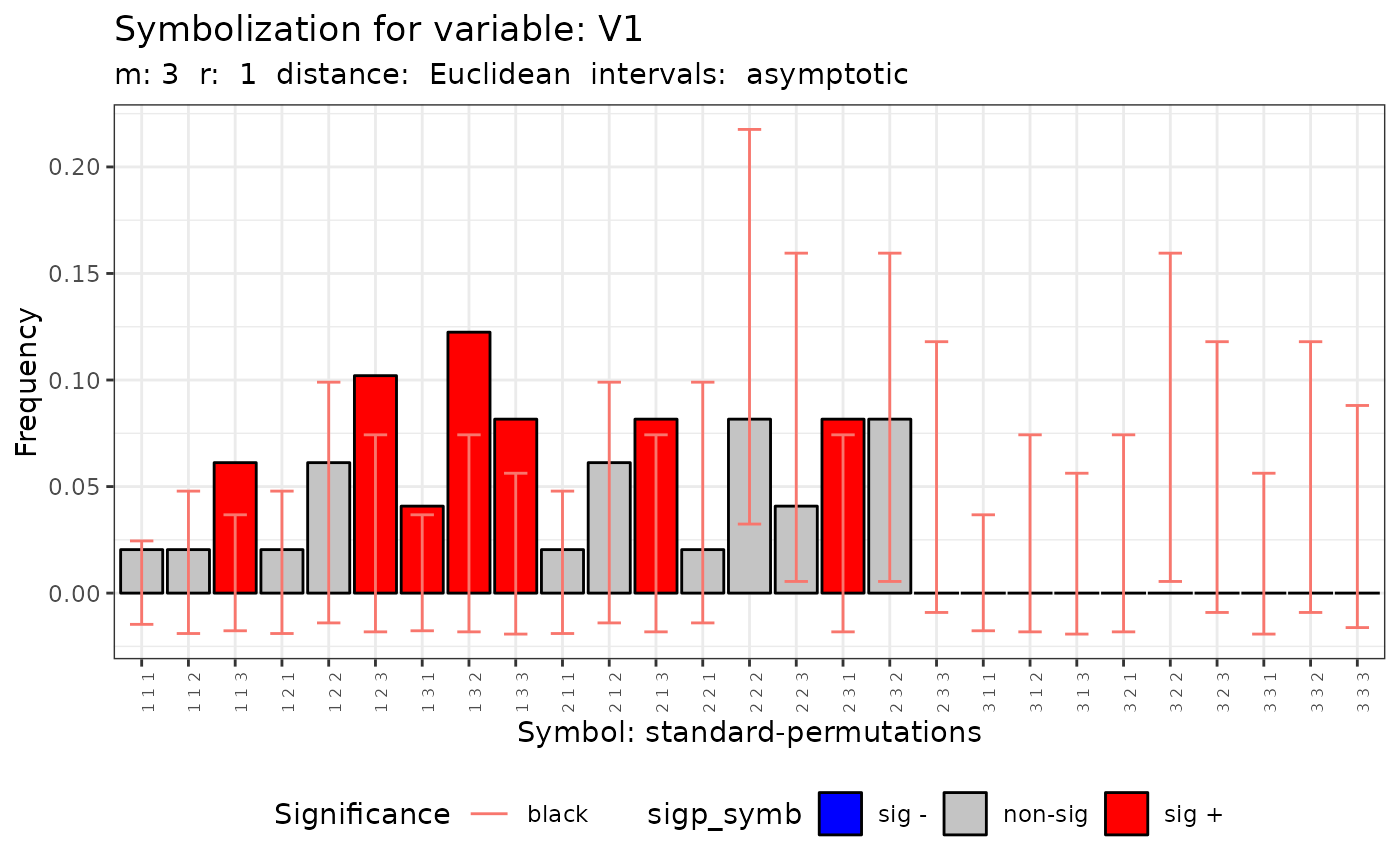 Symbolization for variable: V1
m: 3 r: 1 distance: Euclidean intervals: asymptotic
Frequency
0.20
0.15
0.10
0.05
0.00
1 1 1
1 1 2
1 1 3
1 2 1
1 2 2
1 2 3
1 3 1
1 3 2
1 3 3
2 1 1
2 1 2
2 1 3
2 2 1
2 2 2
2 2 3
2 3 1
2 3 2
2 3 3
3 1 1
3 1 2
3 1 3
3 2 1
3 2 2
3 2 3
3 3 1
3 3 2
3 3 3
Symbol: standard-permutations
Significance black sigp_symb sig - non-sig sig +